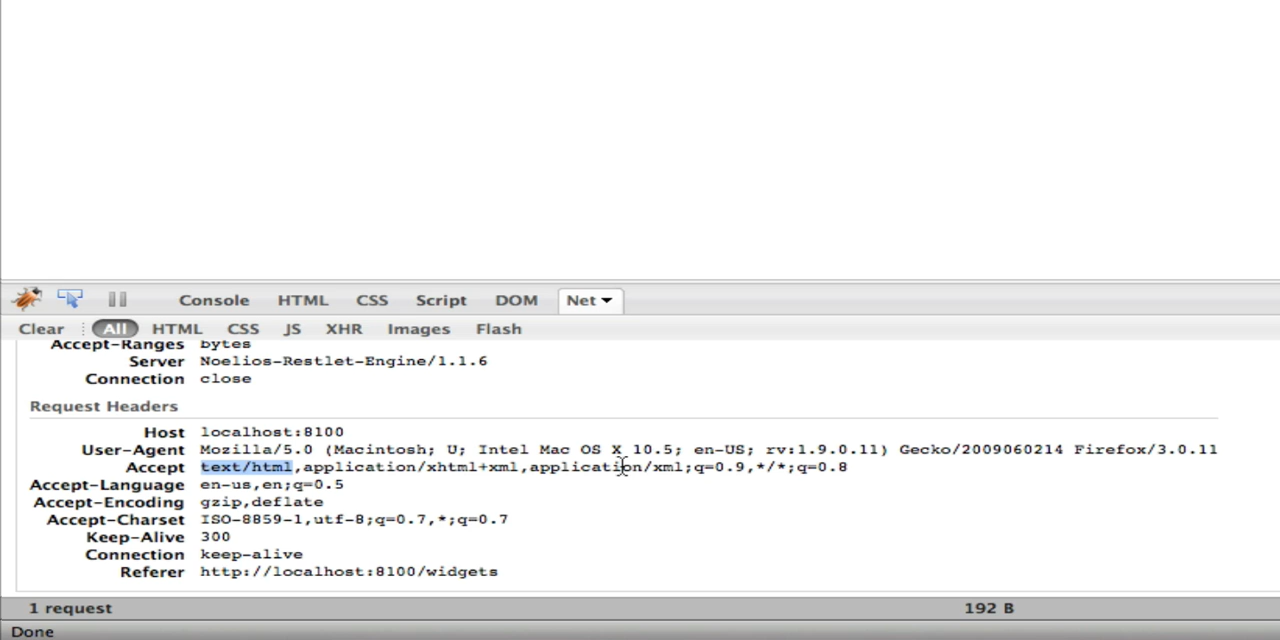 Console HTML CSS Script DOM Net
Clear All HTML CSS JS XHR Images Flash
Accept-Ranges bytes
Server Noelios-Restlet-Engine/1.1.6
Connection close
Request Headers
Host localhost:8100
User-Agent Mozilla/5.0 (Macintosh; U; Intel Mac OS X 10.5; en-US; rv:1.9.0.11) Gecko/2009060214 Firefox/3.0.11
Accept text/html,application/xhtml+xml,application/xml;q=0.9,*/*;q=0.8
Accept-Language en-us,en;q=0.5
Accept-Encoding gzip,deflate
Accept-Charset ISO-8859-1,utf-8;q=0.7,*;q=0.7
Keep-Alive 300
Connection keep-alive
Referer http://localhost:8100/widgets
1 request 192 B
Done